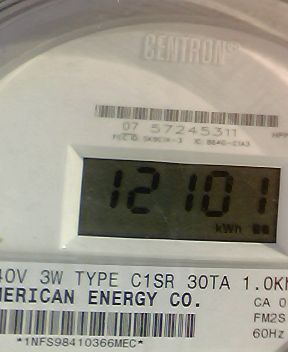 CENTRON®
07 57245311
12101
kWh
40V 3W TYPE C1SR 30TA 1.0K
MERICAN ENERGY CO.
CA 0
FM2S
60Hz
*1NFS98410366MEC*